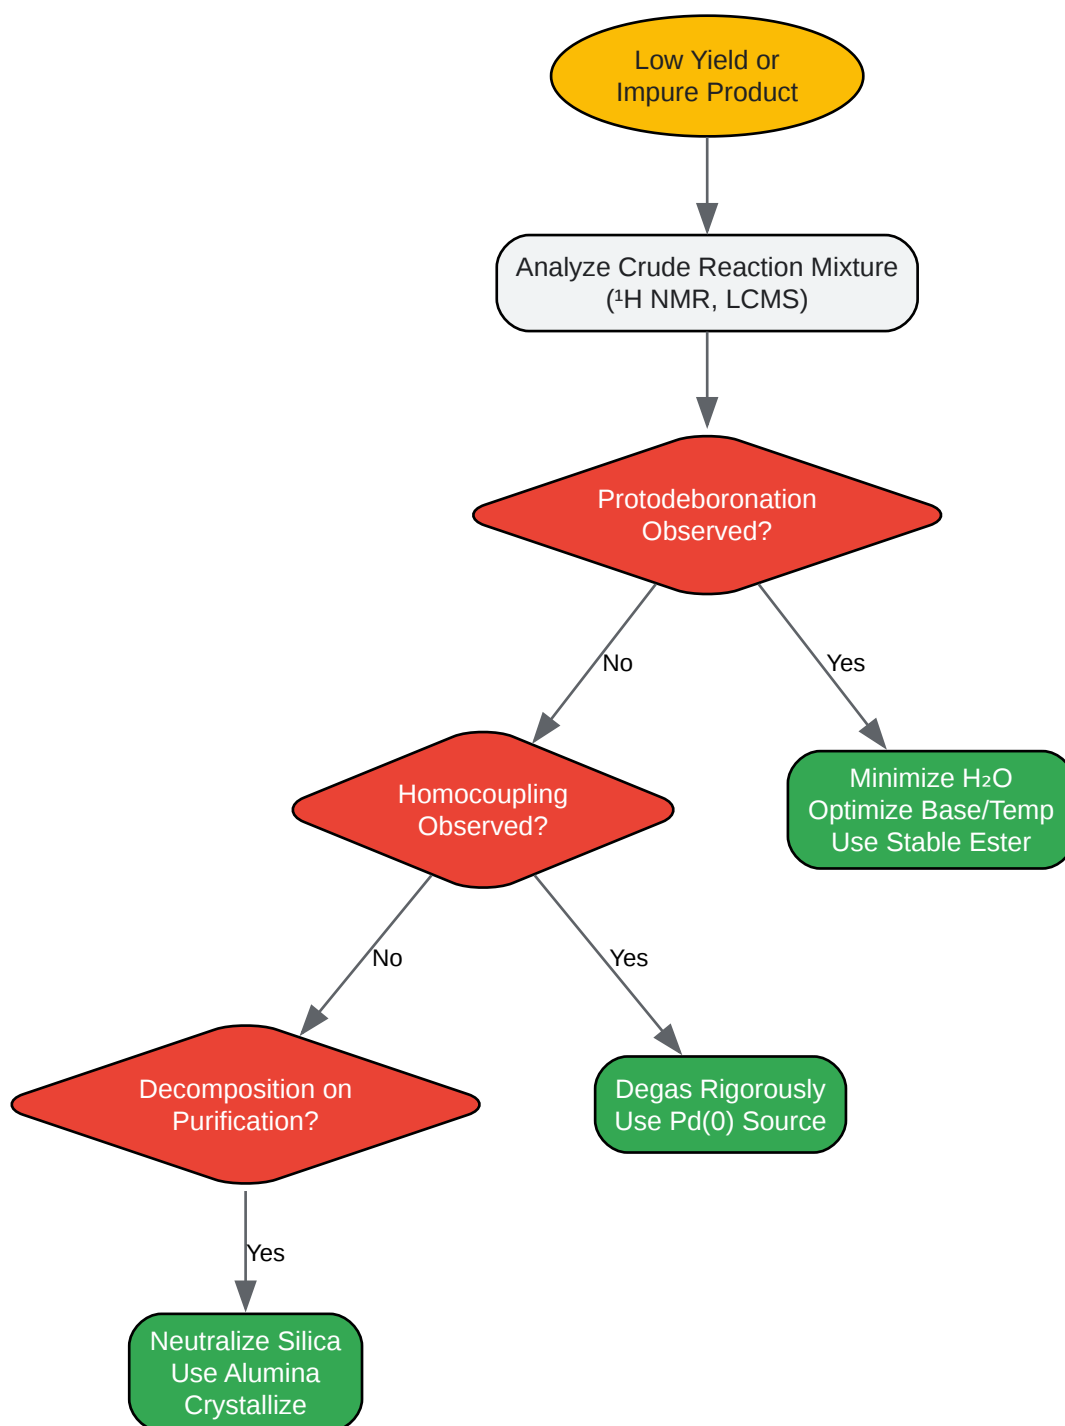 Low Yield or
Impure Product
Analyze Crude Reaction Mixture
(¹H NMR, LCMS)
Protodeboronation
Observed?
No
Yes
Homocoupling
Observed?
Minimize H₂O
Optimize Base/Temp
Use Stable Ester
No
Yes
Decomposition on
Purification?
Degas Rigorously
Use Pd(0) Source
Yes
Neutralize Silica
Use Alumina
Crystallize